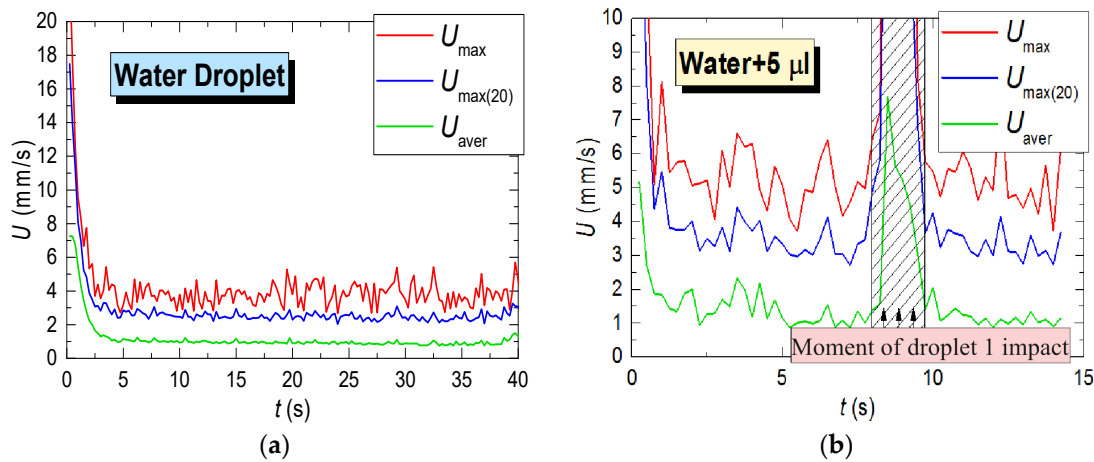 20
18
16
14
12
10
8
6
4
2
0
U (mm/s)
Water Droplet
Umax
Umax(20)
Uaver
0 5 10 15 20 25 30 35 40
t (s)
(a)
10
9
8
7
6
5
4
3
2
1
0
U (mm/s)
Water+5 µl
Umax
Umax(20)
Uaver
Moment of droplet 1 impact
0 5 10 15
t (s)
(b)